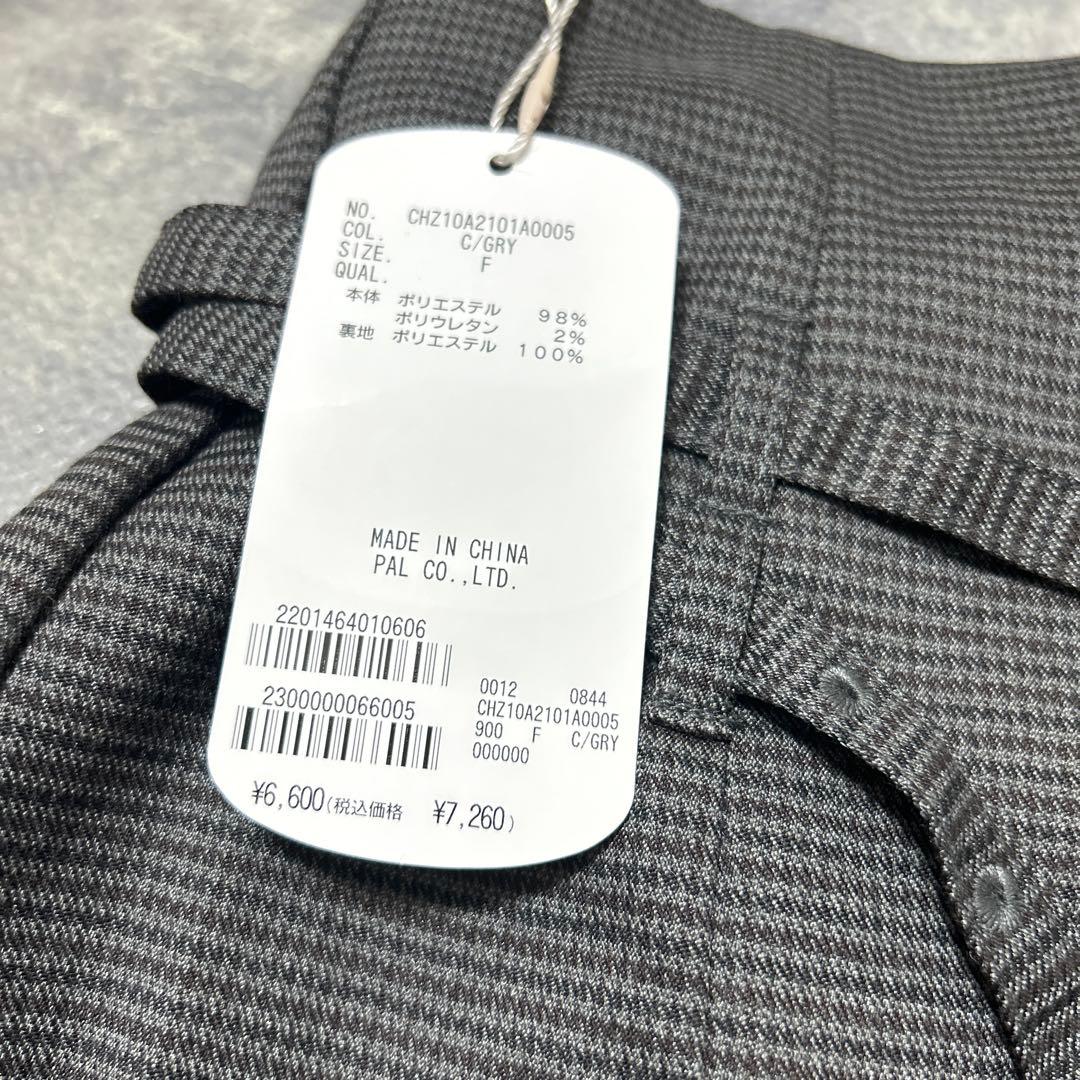 NO. CHZ10A2101A0005
COL. C/GRY
SIZE. F
QUAL.
本体 ポリエステル 98%
ポリウレタン 2%
裏地 ポリエステル 100%
MADE IN CHINA
PAL CO.,LTD.
2201464010606
2300000066005
0012 0844
CHZ10A2101A0005
900 F C/GRY
000000
¥6,600(税込価格 ¥7,260)